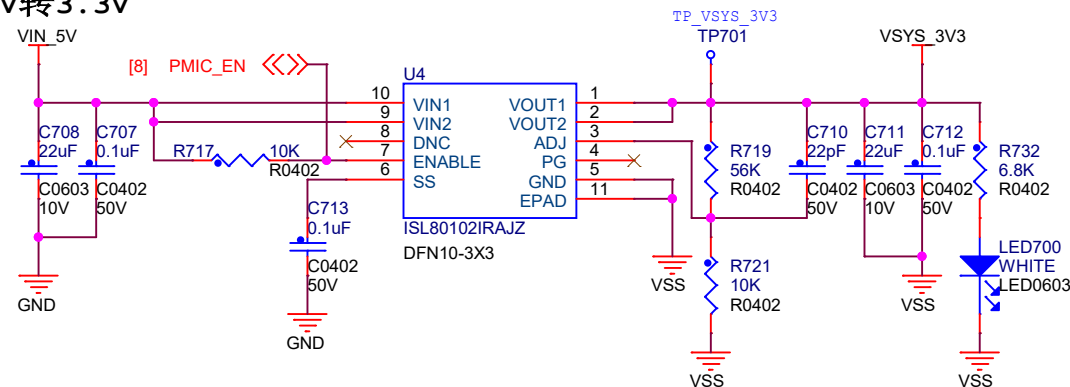 V转3.3V
TP_VSYS_3V3
TP701
VIN_5V
VSYS_3V3
[8] PMIC_EN
U4
10 VIN1 VOUT1 1
9 VIN2 VOUT2 2
8 DNC ADJ 3
7 ENABLE PG 4
6 SS GND 5
EPAD 11
ISL80102IRAJZ
DFN10-3X3
C708
22uF
C0603
10V
C707
0.1uF
C0402
50V
GND
R717 10K
R0402
C713
0.1uF
C0402
50V
GND
VSS
R719
56K
R0402
R721
10K
R0402
VSS
C710
22pF
C0402
50V
C711
22uF
C0603
10V
C712
0.1uF
C0402
50V
VSS
R732
6.8K
R0402
LED700
WHITE
LED0603
VSS